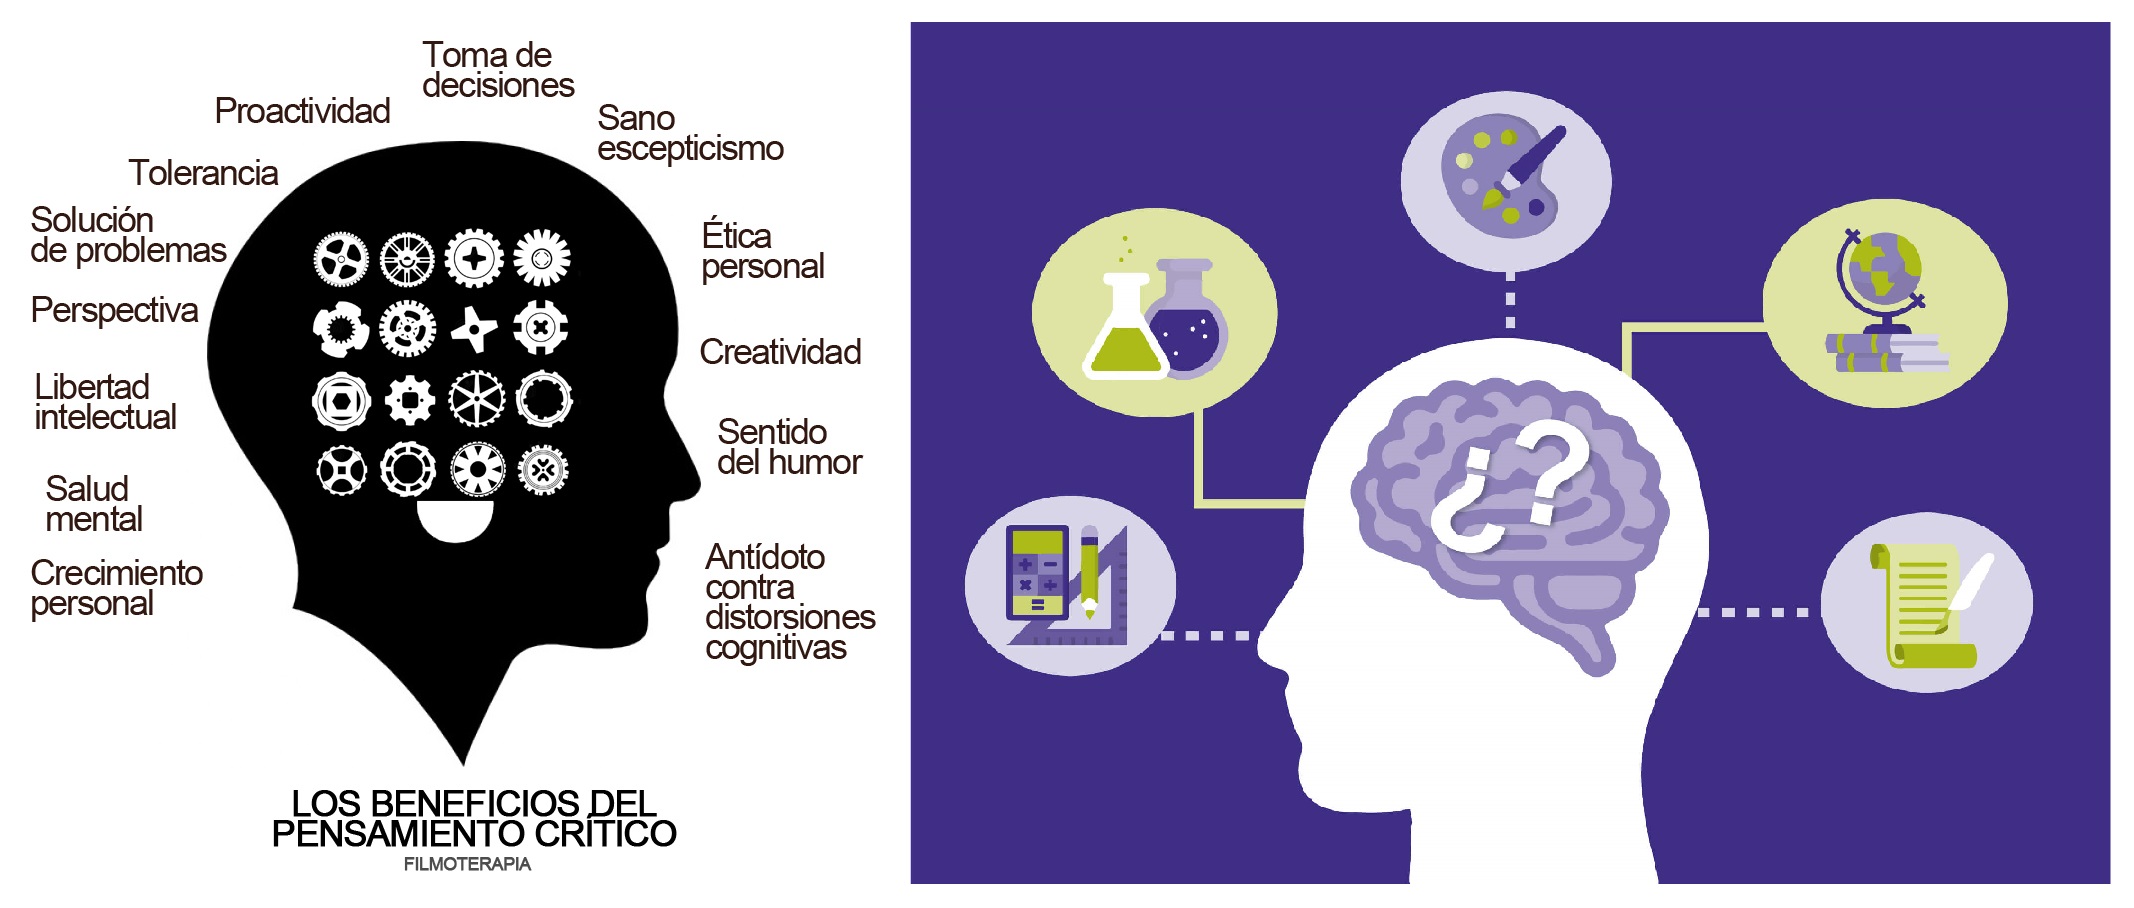 Toma de
decisiones
Proactividad
Sano
escepticismo
Tolerancia
Solución
de problemas
Ética
personal
Perspectiva
Creatividad
Libertad
intelectual
Sentido
del humor
Salud
mental
Antídoto
contra
distorsiones
cognitivas
Crecimiento
personal
LOS BENEFICIOS DEL
PENSAMIENTO CRÍTICO
FILMOTERAPIA
¿?
+ -
× ÷
=